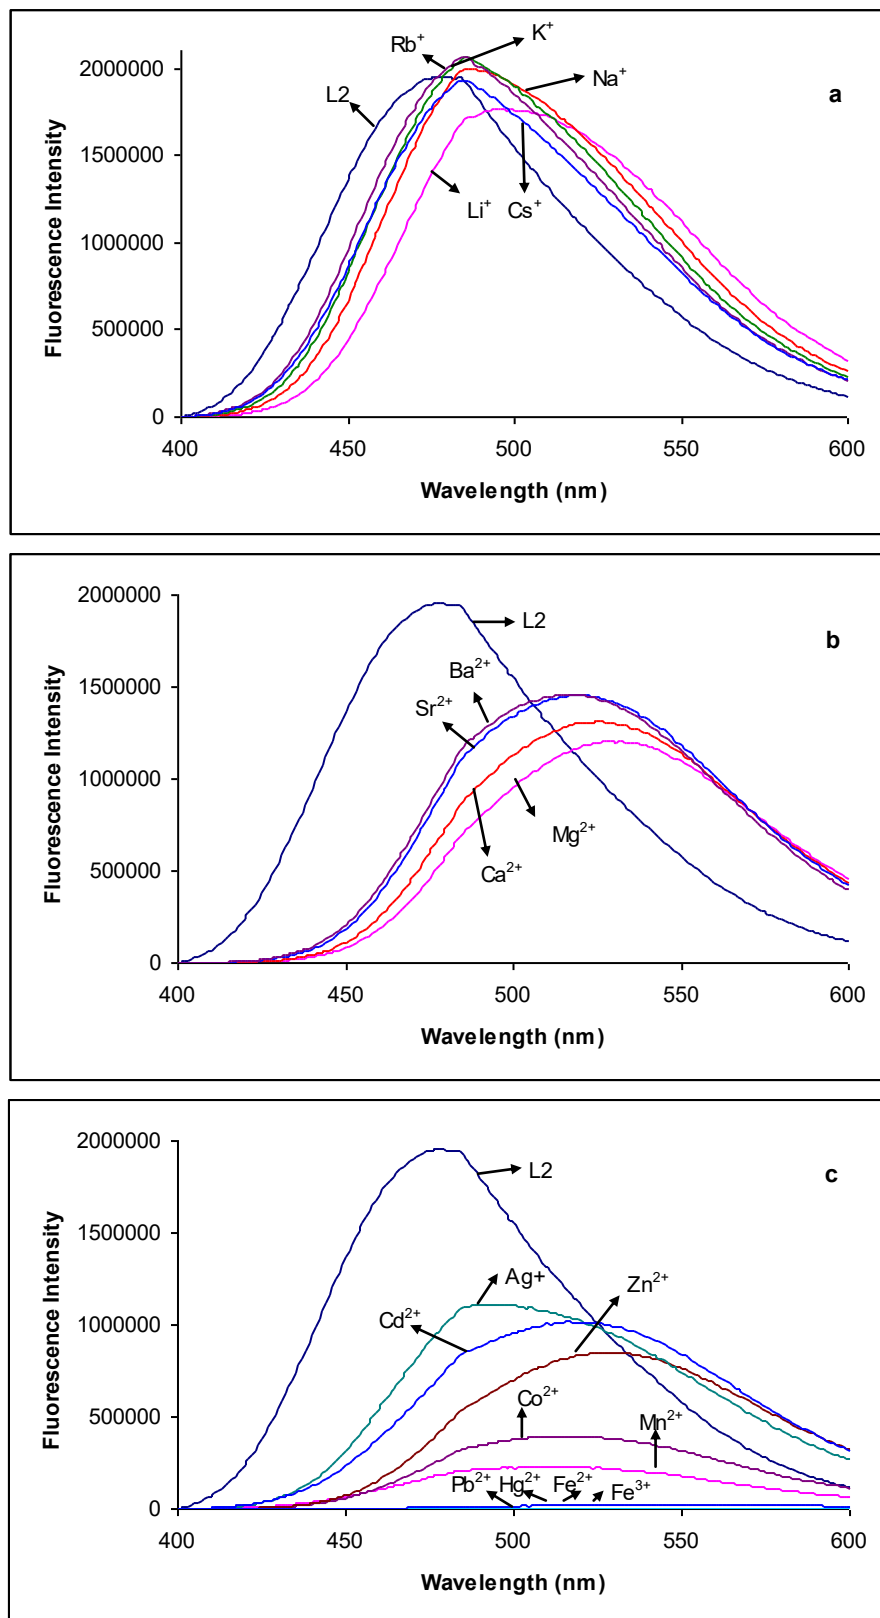 Rb⁺ K⁺
2000000 Na⁺
L2 a
1500000
Li⁺ Cs⁺
1000000
500000
0
400 450 500 550 600
Fluorescence Intensity
Wavelength (nm)
2000000
L2 b
Ba²⁺
1500000
Sr²⁺
1000000
Mg²⁺
Ca²⁺
500000
0
400 450 500 550 600
Fluorescence Intensity
Wavelength (nm)
2000000
L2 c
1500000
Ag+ Zn²⁺
Cd²⁺
1000000
Co²⁺
500000 Mn²⁺
Pb²⁺ Hg²⁺ Fe²⁺ Fe³⁺
0
400 450 500 550 600
Fluorescence Intensity
Wavelength (nm)